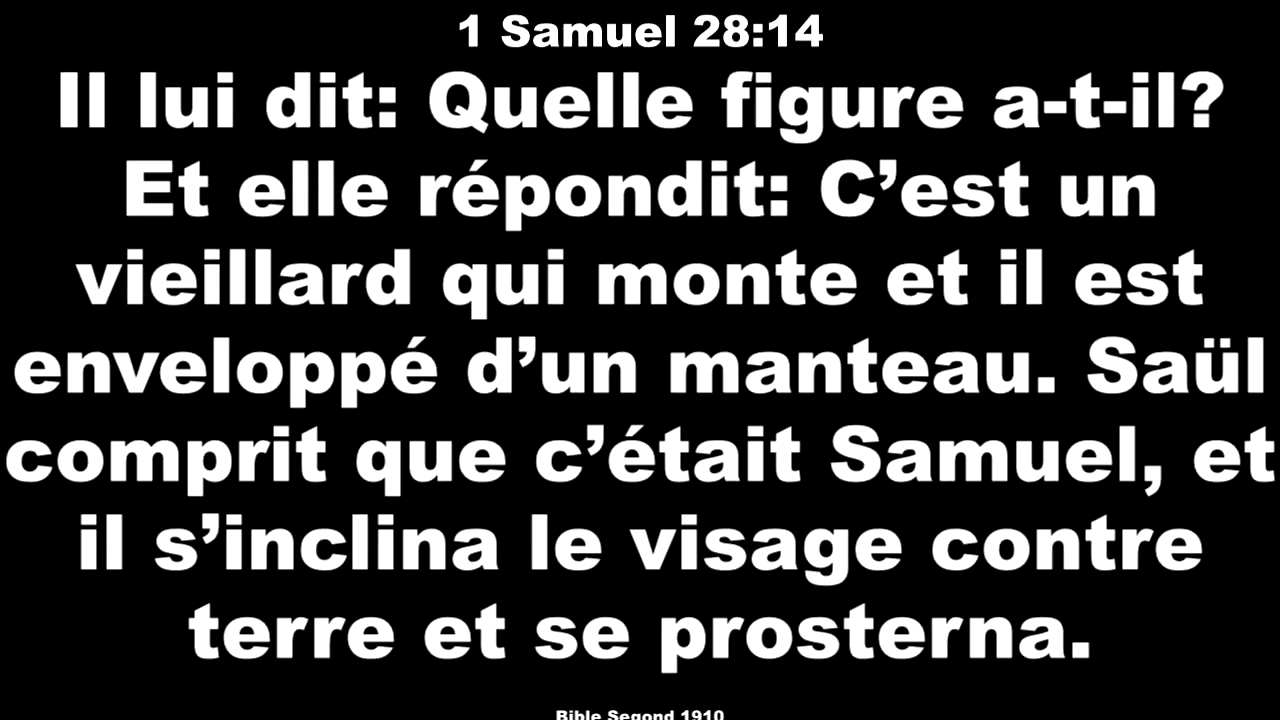 1 Samuel 28:14
Il lui dit: Quelle figure a-t-il?
Et elle répondit: C’est un
vieillard qui monte et il est
enveloppé d’un manteau. Saül
comprit que c’était Samuel, et
il s’inclina le visage contre
terre et se prosterna.
Bible Segond 1910